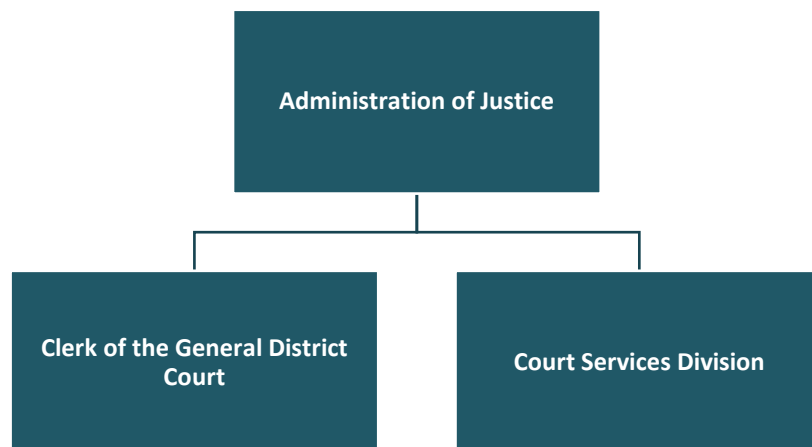 Administration of Justice
Clerk of the General District
Court
Court Services Division